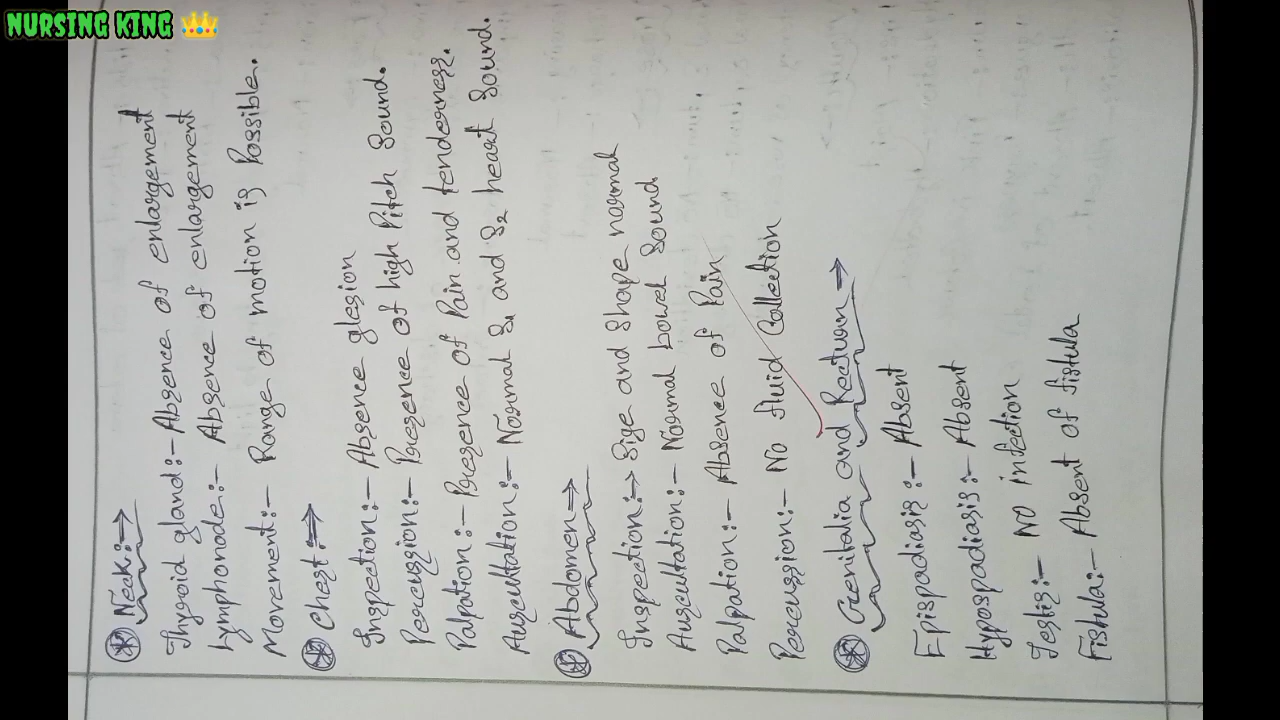 NURSING KING 👑
Neck:→
Thyroid gland:- Absence of enlargement
Lymphonode:- Absence of enlargement
Movement:- Range of motion is Possible.
Chest:→
Inspection:- Absence glesion
Percussion:- Presence of high Pitch Sound.
Palpation:- Presence of Pain and tenderness.
Auscultation:- Normal S₁ and S₂ heart Sound.
Abdomen→
Inspection:→ Size and Shape normal
Auscultation:- Normal bowel Sound
Palpation:- Absence of Pain
Percussion:- No fluid Collection
Genitalia and Rectum→
Epispadiasis:- Absent
Hypospadiasis:- Absent
Testis:- NO infection
Fistula:- Absent of fistula